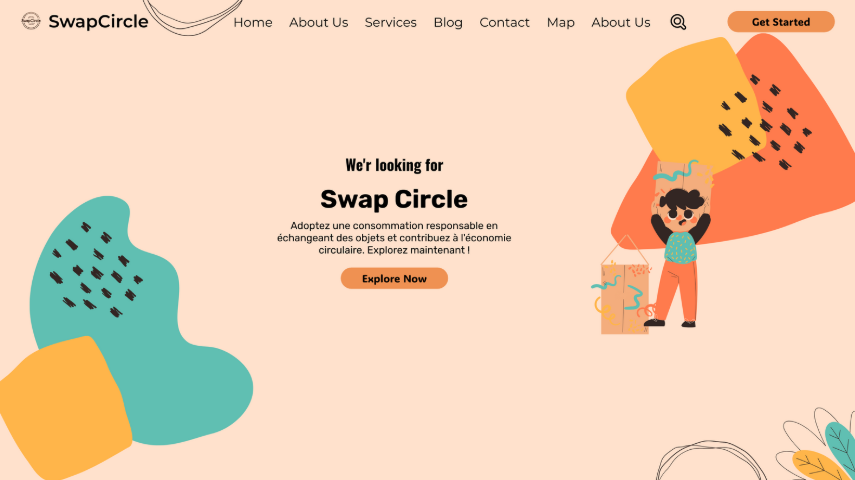 SwapCircle
Home About Us Services Blog Contact Map About Us
Get Started
We'r looking for
Swap Circle
Adoptez une consommation responsable en
échangeant des objets et contribuez à l'économie
circulaire. Explorez maintenant !
Explore Now